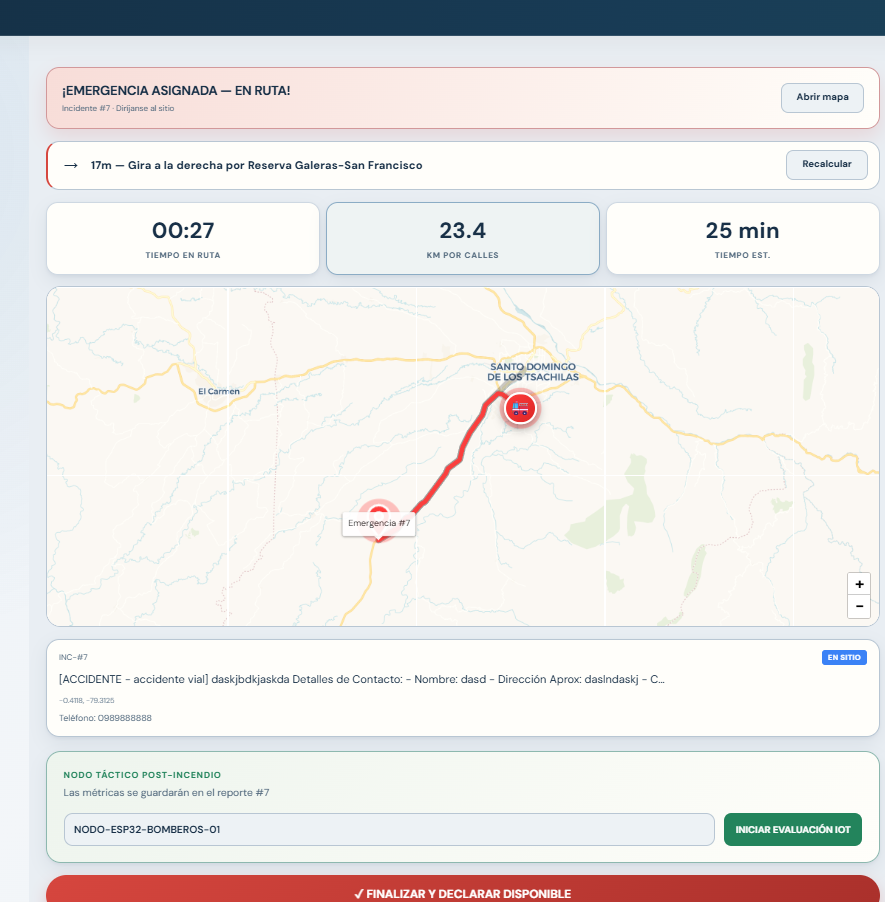 ¡EMERGENCIA ASIGNADA — EN RUTA!
Incidente #7 · Diríjanse al sitio
Abrir mapa
→ 17m — Gira a la derecha por Reserva Galeras-San Francisco
Recalcular
00:27
TIEMPO EN RUTA
23.4
KM POR CALLES
25 min
TIEMPO EST.
SANTO DOMINGO
DE LOS TSACHILAS
El Carmen
Emergencia #7
+
−
INC-#7
EN SITIO
[ACCIDENTE - accidente vial] daskjbdkjaskda Detalles de Contacto: - Nombre: dasd - Dirección Aprox: daslndaskj - C...
-0.4118, -79.3125
Teléfono: 0989888888
NODO TÁCTICO POST-INCENDIO
Las métricas se guardarán en el reporte #7
NODO-ESP32-BOMBEROS-01
INICIAR EVALUACIÓN IOT
✓ FINALIZAR Y DECLARAR DISPONIBLE